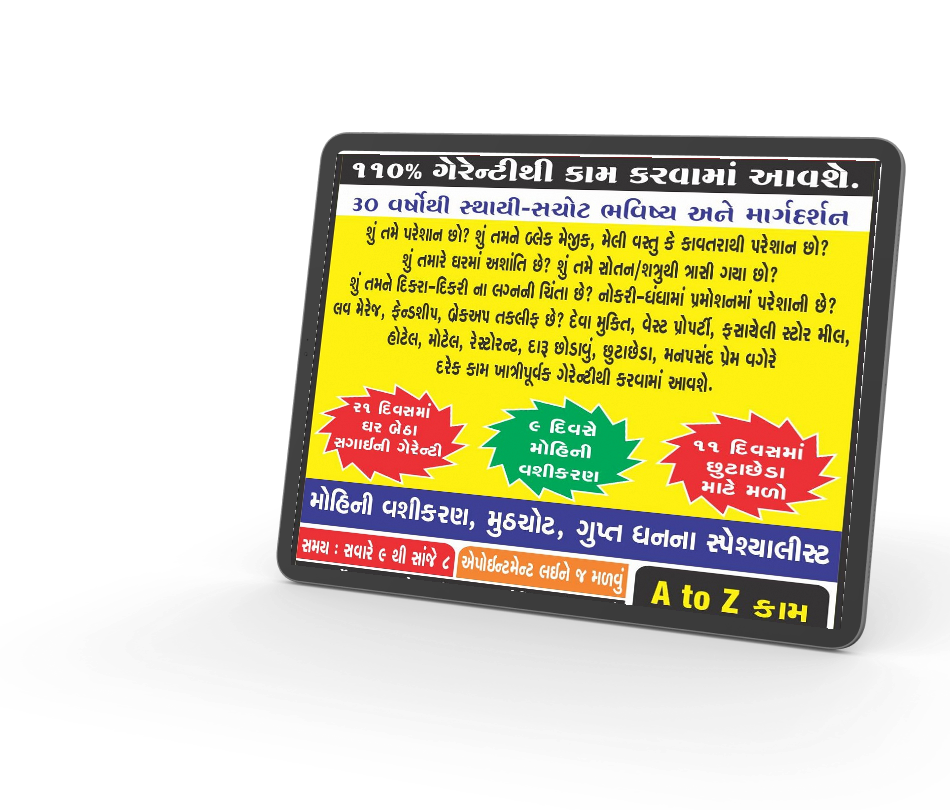 ૧૧૦% ગેરેન્ટીથી કામ કરવામાં આવશે.
૩૦ વર્ષોથી સ્થાયી-સચોટ ભવિષ્ય અને માર્ગદર્શન
શું તમે પરેશાન છો? શું તમને બ્લેક મેજીક, મેલી વસ્તુ કે કાવતરાથી પરેશાન છો?
શું તમારે ઘરમાં અશાંતિ છે? શું તમે સોતન/શત્રુથી ત્રાસી ગયા છો?
શું તમને દિકરા-દિકરી ના લગ્નની ચિંતા છે? નોકરી-ધંધામાં પ્રમોશનમાં પરેશાની છે?
લવ મેરેજ, ફ્રેન્ડશીપ, બ્રેકઅપ તકલીફ છે? દેવા મુકિત, વેસ્ટ પ્રોપર્ટી, ફસાયેલી સ્ટોર મીલ,
હોટેલ, મોટેલ, રેસ્ટોરન્ટ, દારૂ છોડાવું, છુટાછેડા, મનપસંદ પ્રેમ વગેરે
દરેક કામ ખાત્રીપૂર્વક ગેરેન્ટીથી કરવામાં આવશે.
૨૧ દિવસમાં
ઘર બેઠા
સગાઈની ગેરેન્ટી
૯ દિવસે
મોહિની
વશીકરણ
૧૧ દિવસમાં
છુટાછેડા
માટે મળો
મોહિની વશીકરણ, મુઠચોટ, ગુપ્ત ધનના સ્પેશ્યાલીસ્ટ
સમય : સવારે ૯ થી સાંજે ૮
એપોઈન્ટમેન્ટ લઈને જ મળવું
A to Z કામ